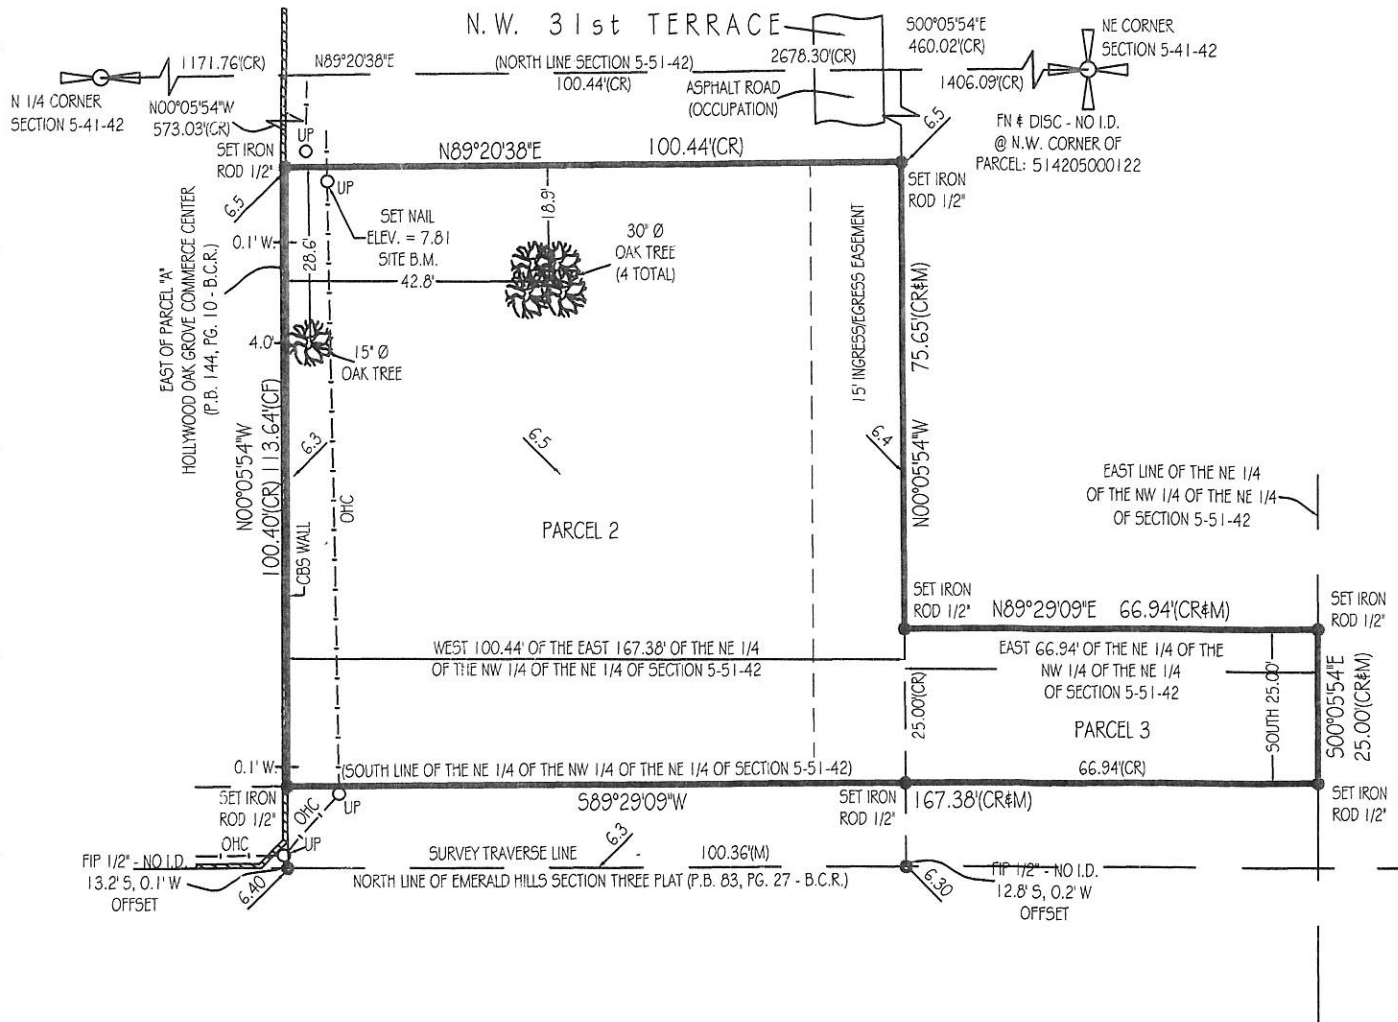 N.W. 31st TERRACE
S00°05'54"E
460.02'(CR)
NE CORNER
SECTION 5-41-42
1171.76'(CR)
N89°20'38"E
(NORTH LINE SECTION 5-51-42)
2678.30'(CR)
100.44'(CR)
1406.09'(CR)
N 1/4 CORNER
SECTION 5-41-42
N00°05'54"W
573.03'(CR)
ASPHALT ROAD
(OCCUPATION)
FN & DISC - NO I.D.
@ N.W. CORNER OF
PARCEL: 514205000122
UP
6.5
SET IRON
ROD 1/2"
N89°20'38"E
100.44'(CR)
SET IRON
ROD 1/2"
UP
6.5
SET NAIL
ELEV. = 7.81
SITE B.M.
18.9'
30" Ø
OAK TREE
(4 TOTAL)
0.1' W.
28.6'
42.8'
EAST OF PARCEL "A"
HOLLYWOOD OAK GROVE COMMERCE CENTER
(P.B. 144, PG. 10 - B.C.R.)
15' INGRESS/EGRESS EASEMENT
75.65'(CR&M)
4.0'
15" Ø
OAK TREE
N00°05'54"W
100.40'(CR) 113.64'(CF)
6.3
6.5
6.4
N00°05'54"W
OHC
CBS WALL
PARCEL 2
EAST LINE OF THE NE 1/4
OF THE NW 1/4 OF THE NE 1/4
OF SECTION 5-51-42
SET IRON
ROD 1/2"
N89°29'09"E
66.94'(CR&M)
SET IRON
ROD 1/2"
WEST 100.44' OF THE EAST 167.38' OF THE NE 1/4
OF THE NW 1/4 OF THE NE 1/4 OF SECTION 5-51-42
EAST 66.94' OF THE NE 1/4 OF THE
NW 1/4 OF THE NE 1/4
OF SECTION 5-51-42
25.00'(CR)
PARCEL 3
SOUTH 25.00'
S00°05'54"E
25.00'(CR&M)
0.1' W.
(SOUTH LINE OF THE NE 1/4 OF THE NW 1/4 OF THE NE 1/4 OF SECTION 5-51-42)
66.94'(CR)
SET IRON
ROD 1/2"
OHC
UP
S89°29'09"W
SET IRON
ROD 1/2"
167.38'(CR&M)
SET IRON
ROD 1/2"
OHC
UP
FIP 1/2" - NO I.D.
13.2' S, 0.1' W
OFFSET
6.40
SURVEY TRAVERSE LINE
6.3
100.36'(M)
NORTH LINE OF EMERALD HILLS SECTION THREE PLAT (P.B. 83, PG. 27 - B.C.R.)
6.30
FIP 1/2" - NO I.D.
12.8' S, 0.2' W
OFFSET